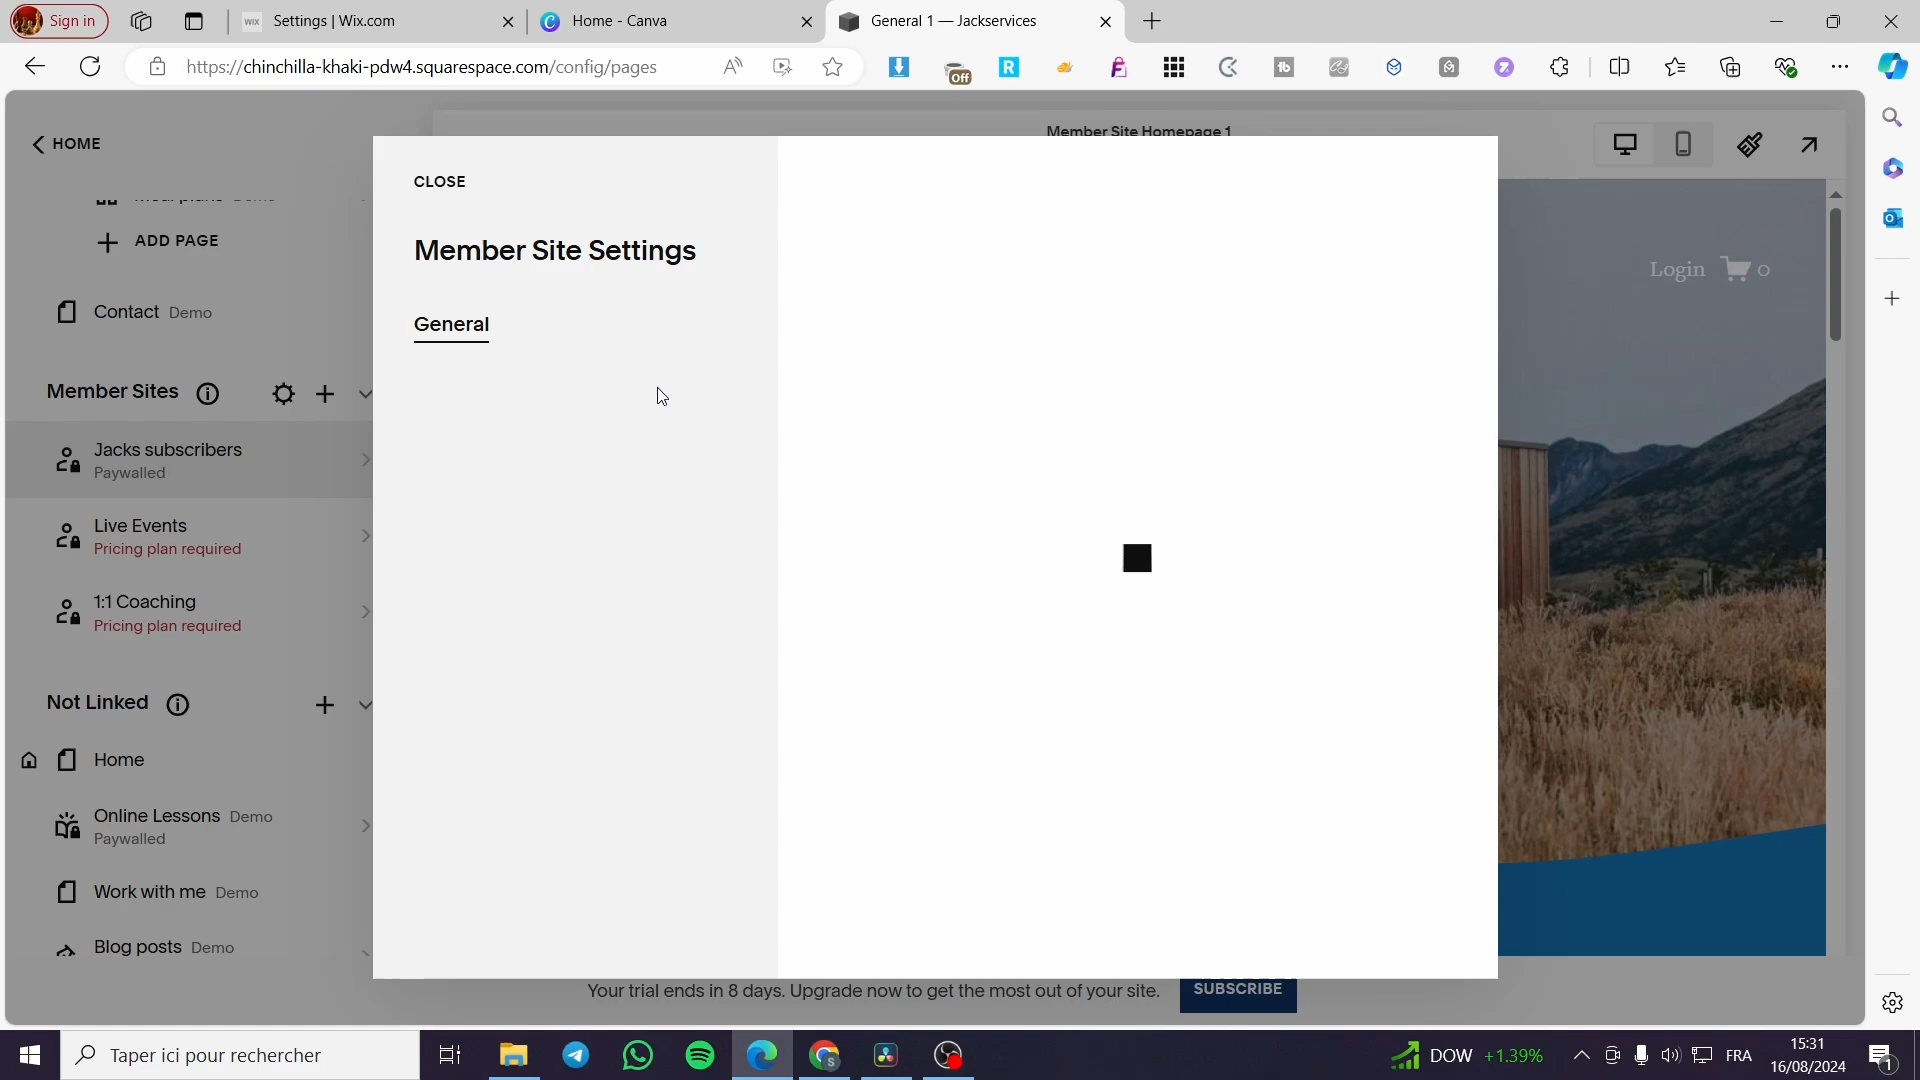 Sign in
WIX
Settings | Wix.com
Home - Canva
General 1 — Jackservices
https://chinchilla-khaki-pdw4.squarespace.com/config/pages
Off
R
tb
HOME
Member Site Homepage 1
ADD PAGE
Contact Demo
Member Sites
Jacks subscribers
Paywalled
Live Events
Pricing plan required
1:1 Coaching
Pricing plan required
Not Linked
Home
Online Lessons Demo
Paywalled
Work with me Demo
Blog posts Demo
CLOSE
Member Site Settings
General
Login 0
Your trial ends in 8 days. Upgrade now to get the most out of your site.
SUBSCRIBE
Taper ici pour rechercher
DOW +1.39%
FRA
15:31
16/08/2024
1